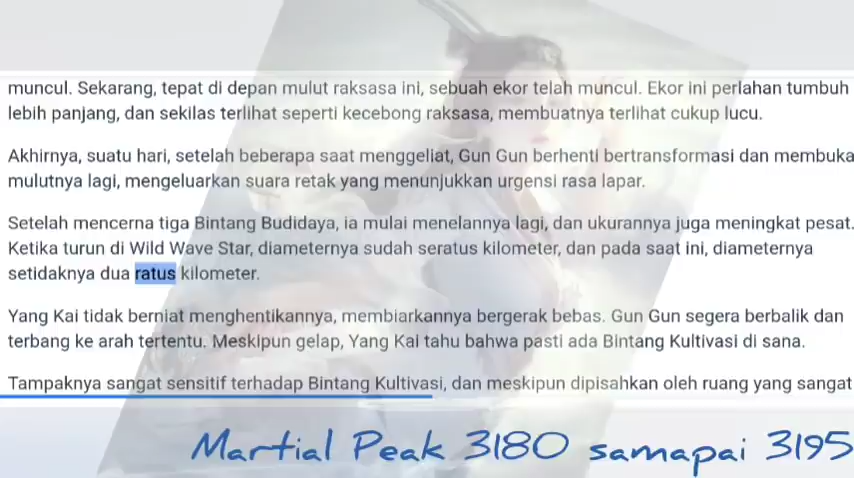 muncul. Sekarang, tepat di depan mulut raksasa ini, sebuah ekor telah muncul. Ekor ini perlahan tumbuh
lebih panjang, dan sekilas terlihat seperti kecebong raksasa, membuatnya terlihat cukup lucu.
Akhirnya, suatu hari, setelah beberapa saat menggeliat, Gun Gun berhenti bertransformasi dan membuka
mulutnya lagi, mengeluarkan suara retak yang menunjukkan urgensi rasa lapar.
Setelah mencerna tiga Bintang Budidaya, ia mulai menelannya lagi, dan ukurannya juga meningkat pesat.
Ketika turun di Wild Wave Star, diameternya sudah seratus kilometer, dan pada saat ini, diameternya
setidaknya dua ratus kilometer.
Yang Kai tidak berniat menghentikannya, membiarkannya bergerak bebas. Gun Gun segera berbalik dan
terbang ke arah tertentu. Meskipun gelap, Yang Kai tahu bahwa pasti ada Bintang Kultivasi di sana.
Tampaknya sangat sensitif terhadap Bintang Kultivasi, dan meskipun dipisahkan oleh ruang yang sangat
Martial Peak 3180 samapai 3195